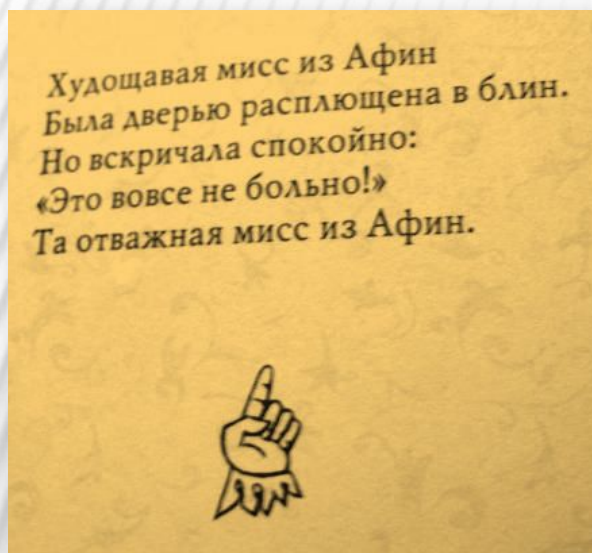 Худощавая мисс из Афин
Была дверью расплющена в блин.
Но вскричала спокойно:
«Это вовсе не больно!»
Та отважная мисс из Афин.